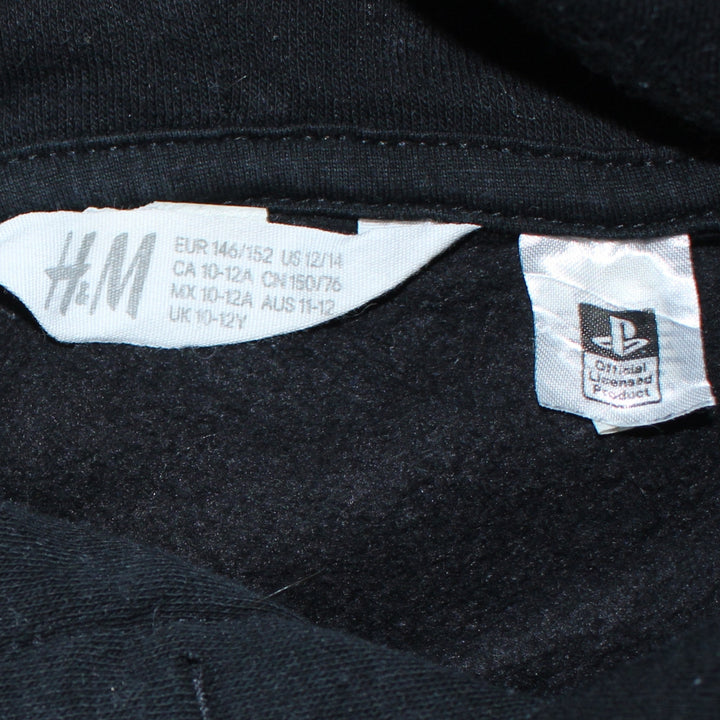 H&M
EUR 146/152 US 12/14
CA 10-12A CN 150/76
MX 10-12A AUS 11-12
UK 10-12Y
Official
Licensed
Product